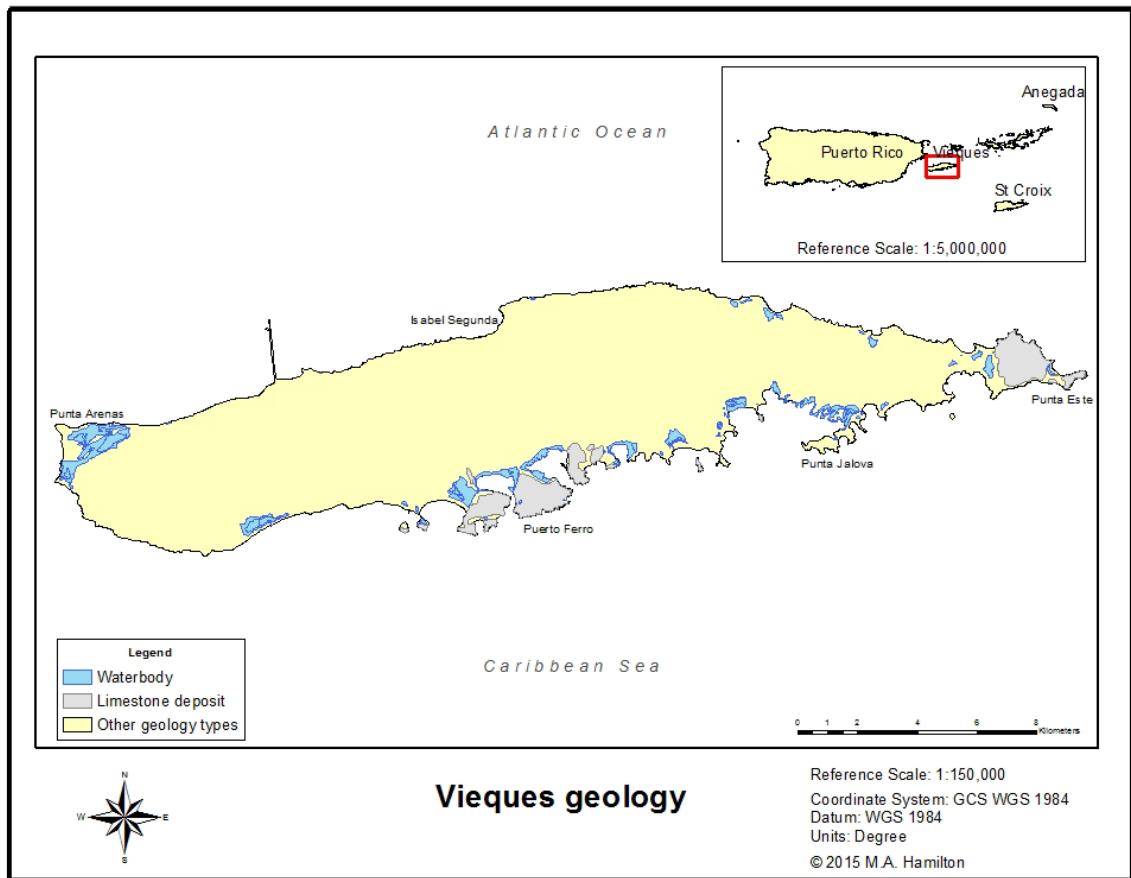 Atlantic Ocean
Anegada
Puerto Rico
Vieques
St Croix
Reference Scale: 1:5,000,000
Isabel Segunda
Punta Arenas
Punta Este
Punta Jalova
Puerto Ferro
Caribbean Sea
Legend
Waterbody
Limestone deposit
Other geology types
0 1 2 4 6 8
Kilometers
N
W E
S
Vieques geology
Reference Scale: 1:150,000
Coordinate System: GCS WGS 1984
Datum: WGS 1984
Units: Degree
© 2015 M.A. Hamilton